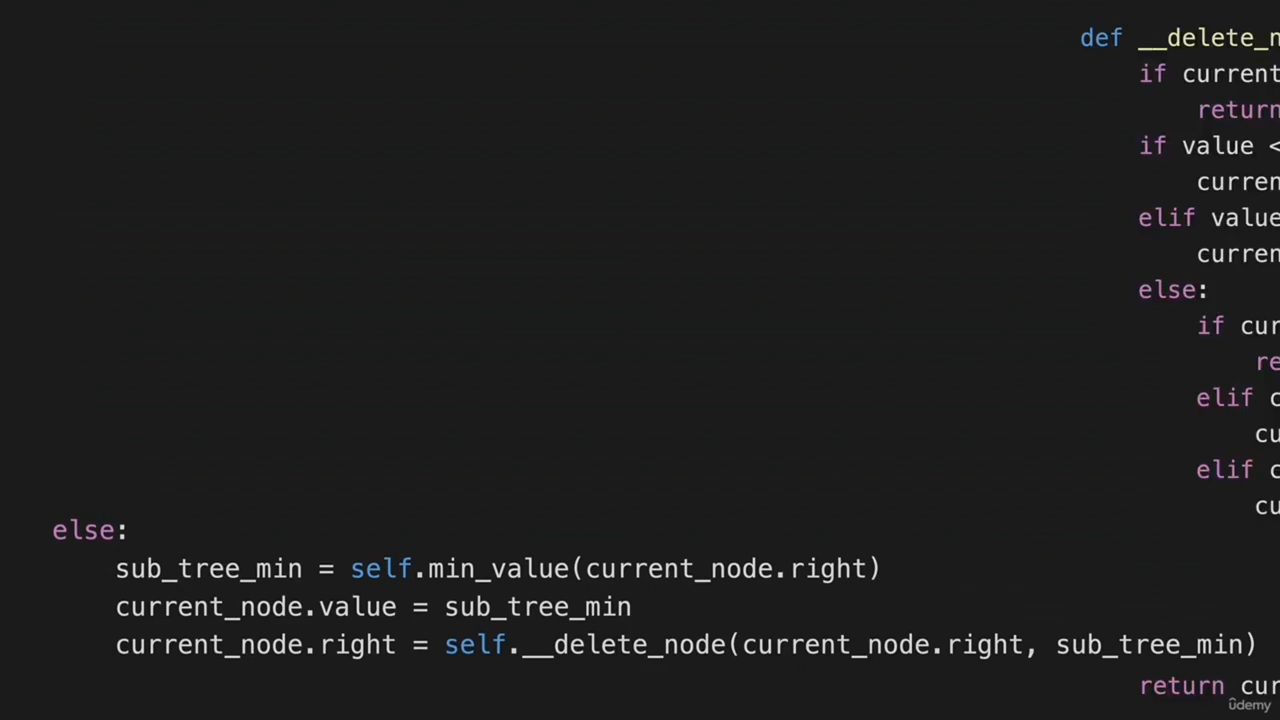 def __delete_n
if current
return
if value <
curren
elif value
curren
else:
if cur
re
elif c
cu
elif c
cu
else:
sub_tree_min = self.min_value(current_node.right)
current_node.value = sub_tree_min
current_node.right = self.__delete_node(current_node.right, sub_tree_min)
return cur
ûdemy